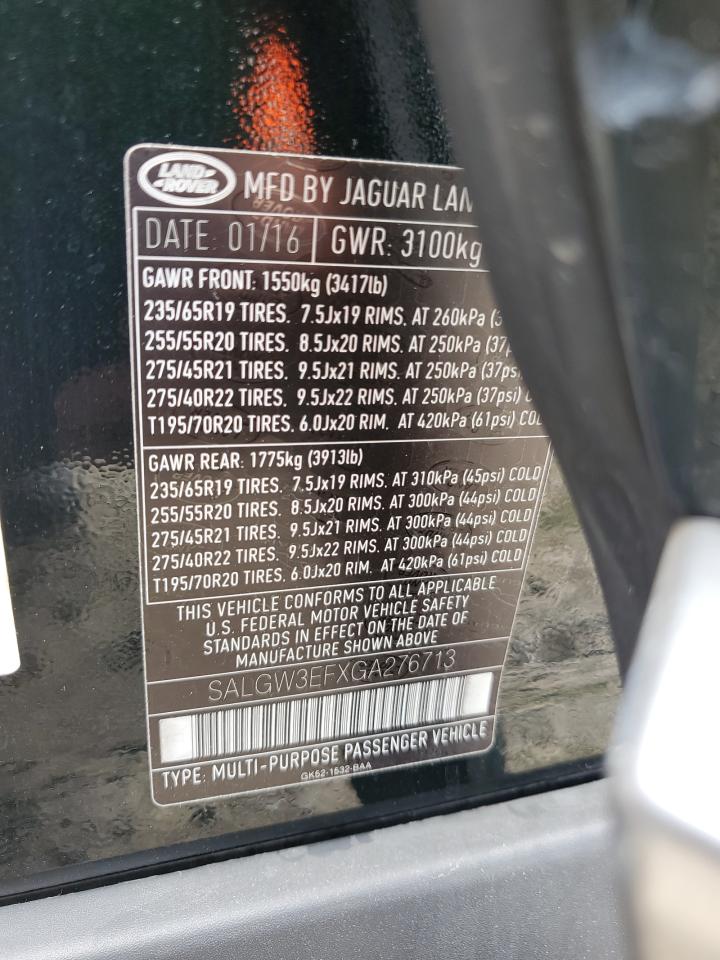 LAND ROVER MFD BY JAGUAR LAN
DATE: 01/16 GWR: 3100kg
GAWR FRONT: 1550kg (3417lb)
235/65R19 TIRES. 7.5Jx19 RIMS. AT 260kPa (3
255/55R20 TIRES. 8.5Jx20 RIMS. AT 250kPa (37p
275/45R21 TIRES. 9.5Jx21 RIMS. AT 250kPa (37psi
275/40R22 TIRES. 9.5Jx22 RIMS. AT 250kPa (37psi) C
T195/70R20 TIRES. 6.0Jx20 RIM. AT 420kPa (61psi) COL
GAWR REAR: 1775kg (3913lb)
235/65R19 TIRES. 7.5Jx19 RIMS. AT 310kPa (45psi) COLD
255/55R20 TIRES. 8.5Jx20 RIMS. AT 300kPa (44psi) COLD
275/45R21 TIRES. 9.5Jx21 RIMS. AT 300kPa (44psi) COLD
275/40R22 TIRES. 9.5Jx22 RIMS. AT 300kPa (44psi) COLD
T195/70R20 TIRES. 6.0Jx20 RIM. AT 420kPa (61psi) COLD
THIS VEHICLE CONFORMS TO ALL APPLICABLE
U.S. FEDERAL MOTOR VEHICLE SAFETY
STANDARDS IN EFFECT ON THE DATE OF
MANUFACTURE SHOWN ABOVE
SALGW3EFXGA276713
TYPE: MULTI-PURPOSE PASSENGER VEHICLE
GK62-1532-BAA